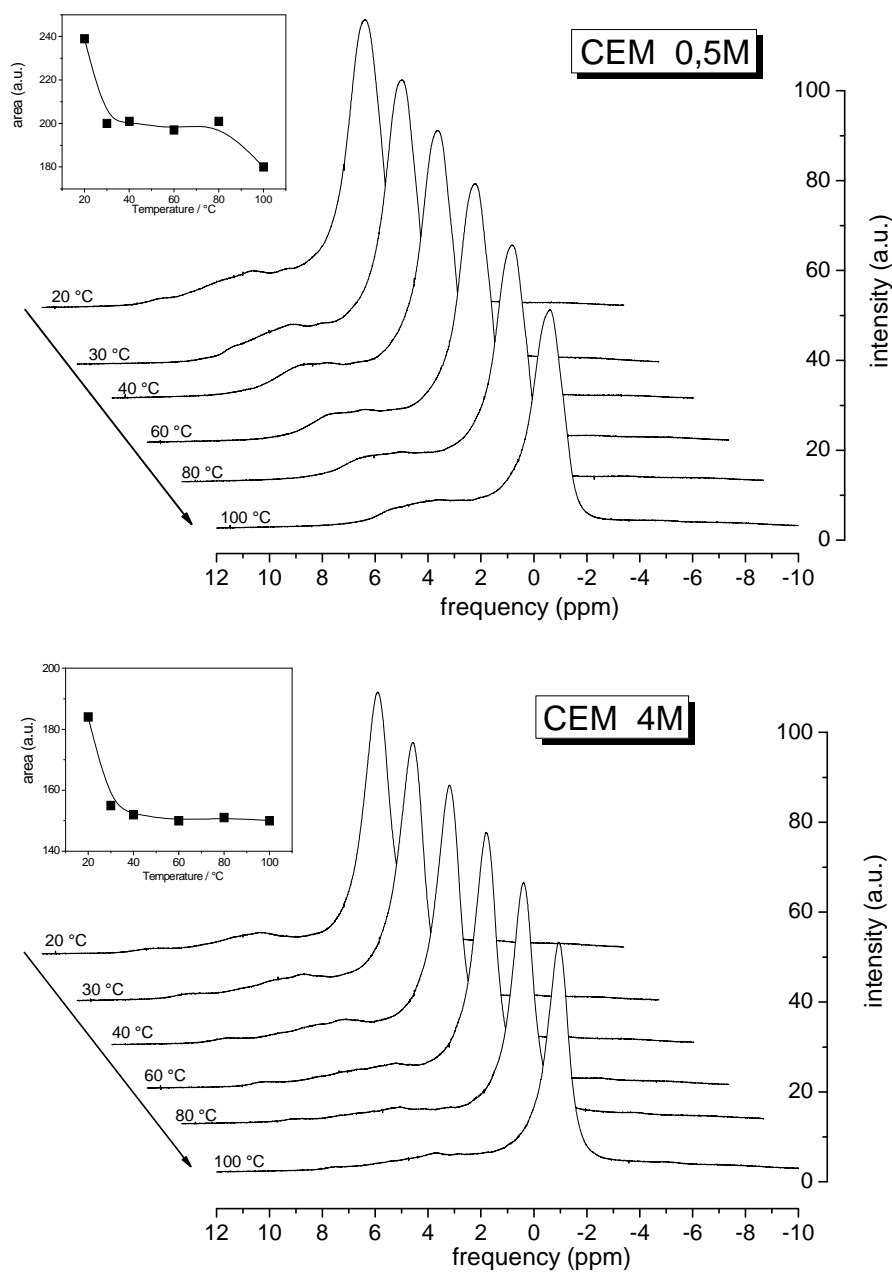 CEM 0,5M
240
220
200
180
area (a.u.)
20 40 60 80 100
Temperature / °C
20 °C
30 °C
40 °C
60 °C
80 °C
100 °C
100
80
60
40
20
0
intensity (a.u.)
12 10 8 6 4 2 0 -2 -4 -6 -8 -10
frequency (ppm)
CEM 4M
200
180
160
140
area (a.u.)
20 40 60 80 100
Temperature / °C
20 °C
30 °C
40 °C
60 °C
80 °C
100 °C
100
80
60
40
20
0
intensity (a.u.)
12 10 8 6 4 2 0 -2 -4 -6 -8 -10
frequency (ppm)